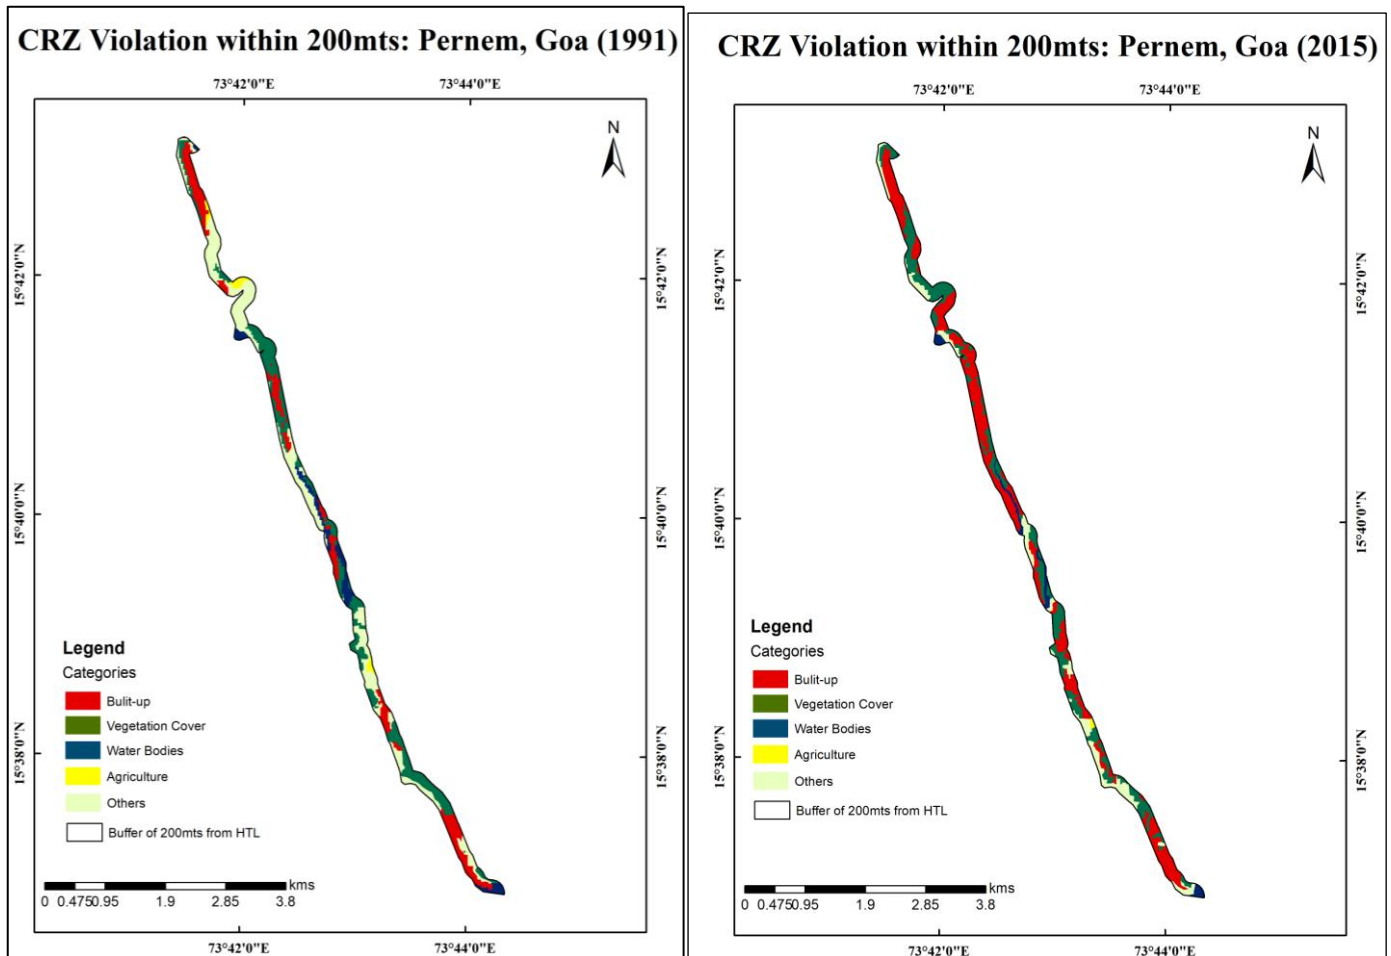 CRZ Violation within 200mts: Pernem, Goa (1991)
73°42'0"E 73°44'0"E
N
15°42'0"N 15°42'0"N
15°40'0"N 15°40'0"N
15°38'0"N 15°38'0"N
Legend
Categories
Bulit-up
Vegetation Cover
Water Bodies
Agriculture
Others
Buffer of 200mts from HTL
kms
0 0.475 0.95 1.9 2.85 3.8
73°42'0"E 73°44'0"E
CRZ Violation within 200mts: Pernem, Goa (2015)
73°42'0"E 73°44'0"E
N
15°42'0"N 15°42'0"N
15°40'0"N 15°40'0"N
15°38'0"N 15°38'0"N
Legend
Categories
Bulit-up
Vegetation Cover
Water Bodies
Agriculture
Others
Buffer of 200mts from HTL
kms
0 0.475 0.95 1.9 2.85 3.8
73°42'0"E 73°44'0"E